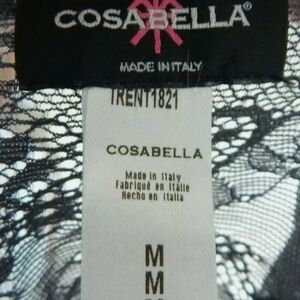 COSABELLA®
MADE IN ITALY
TRENT1821
COSABELLA
Made in Italy
Fabriqué en Italie
Hecho en Italia
M
M
M